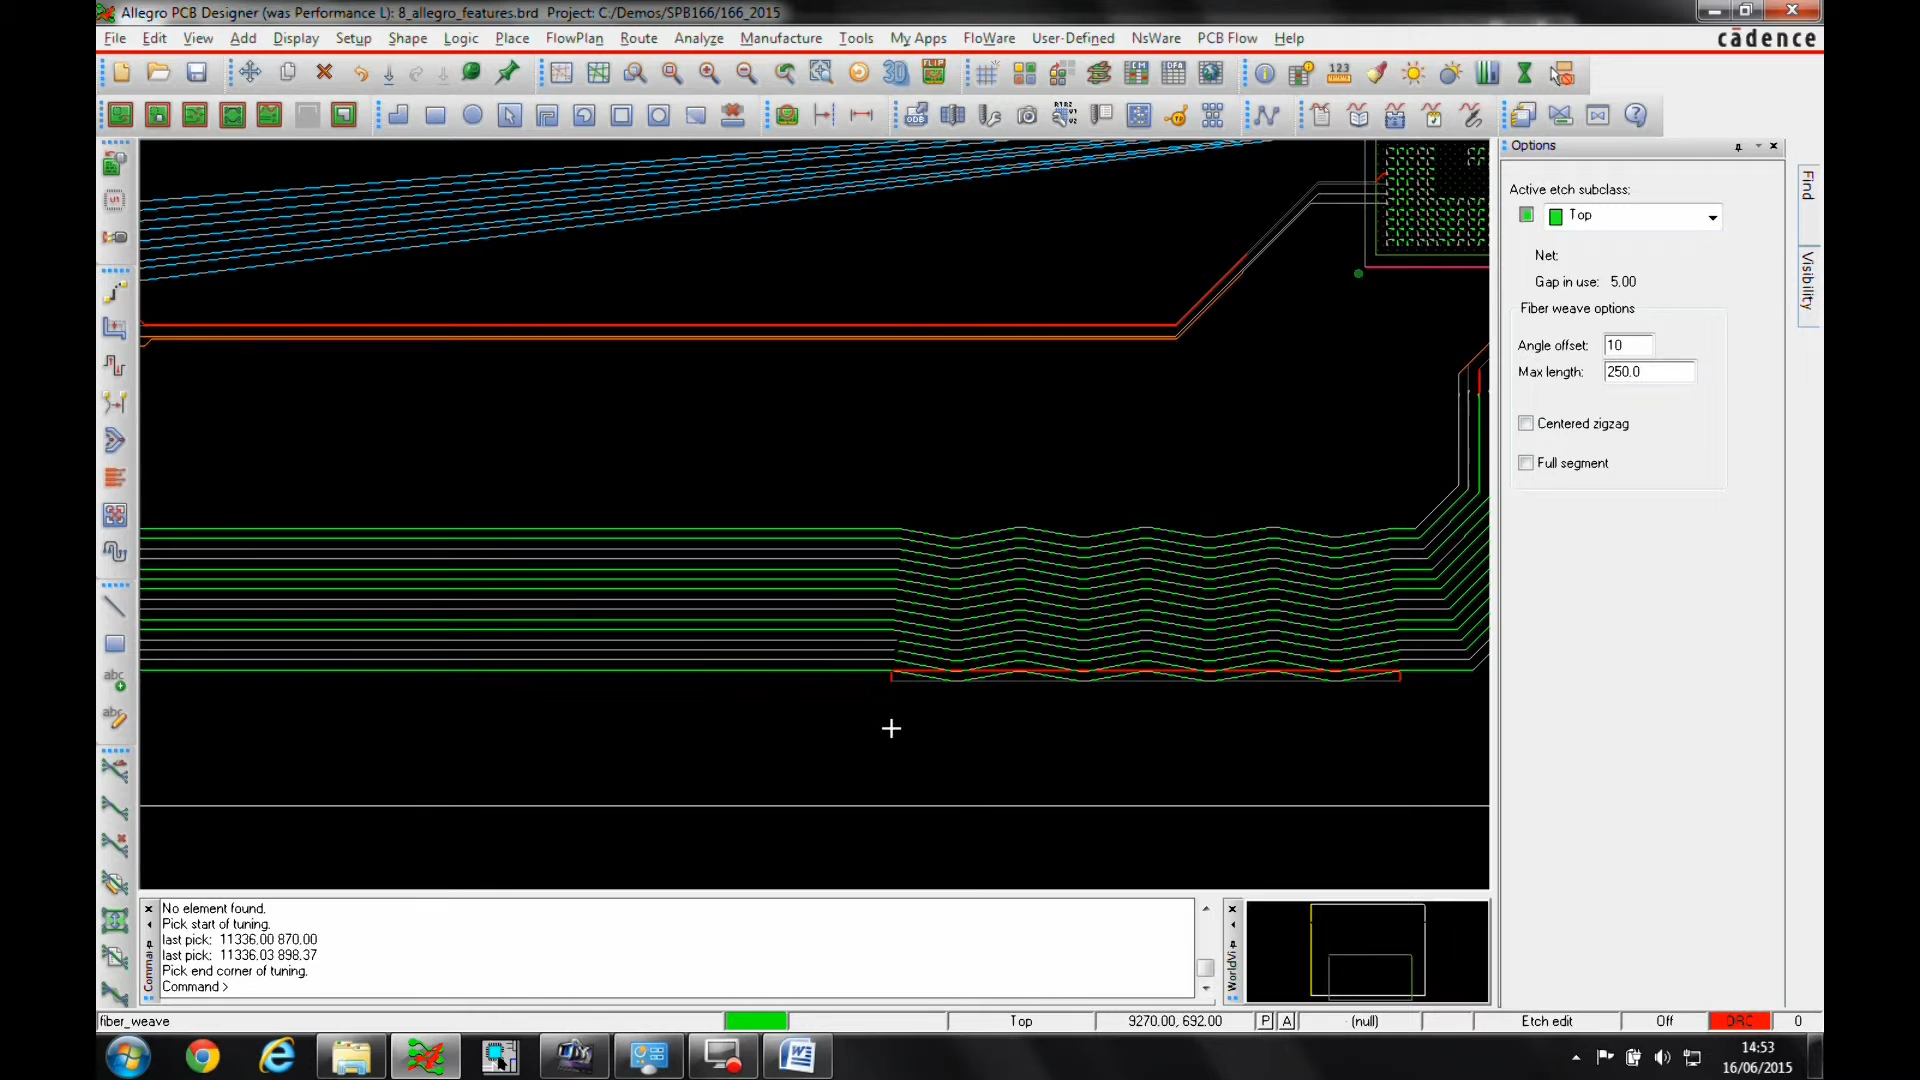 Allegro PCB Designer (was Performance L): 8_allegro_features.brd Project: C:/Demos/SPB166/166_2015
File Edit View Add Display Setup Shape Logic Place FlowPlan Route Analyze Manufacture Tools My Apps FloWare User-Defined NsWare PCB Flow Help
cādence
Options
Active etch subclass:
Top
Net:
Gap in use: 5.00
Fiber weave options
Angle offset: 10
Max length: 250.0
Centered zigzag
Full segment
Find
Visibility
No element found.
Pick start of tuning.
last pick: 11336.00 870.00
last pick: 11336.03 898.37
Pick end corner of tuning.
Command >
Comma
WorldVi
fiber_weave
Top
9270.00, 692.00
P
A
(null)
Etch edit
Off
DRC
0
14:53
16/06/2015